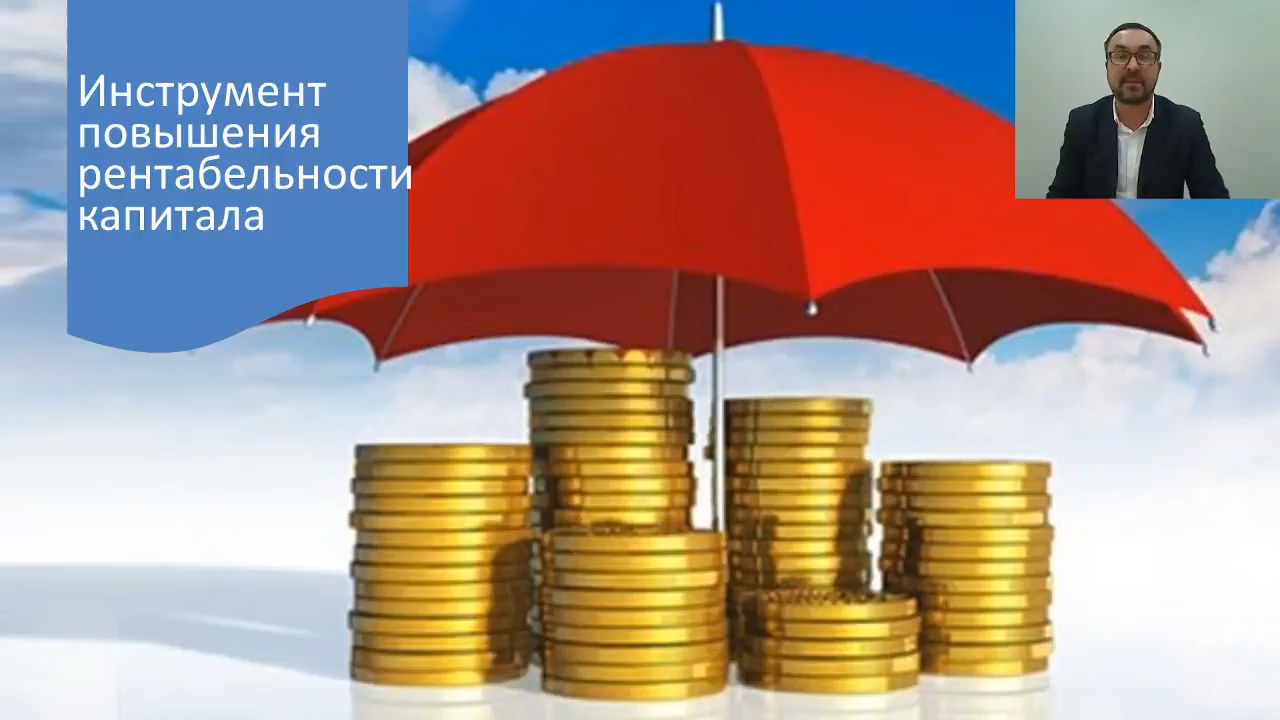 Инструмент
повышения
рентабельности
капитала